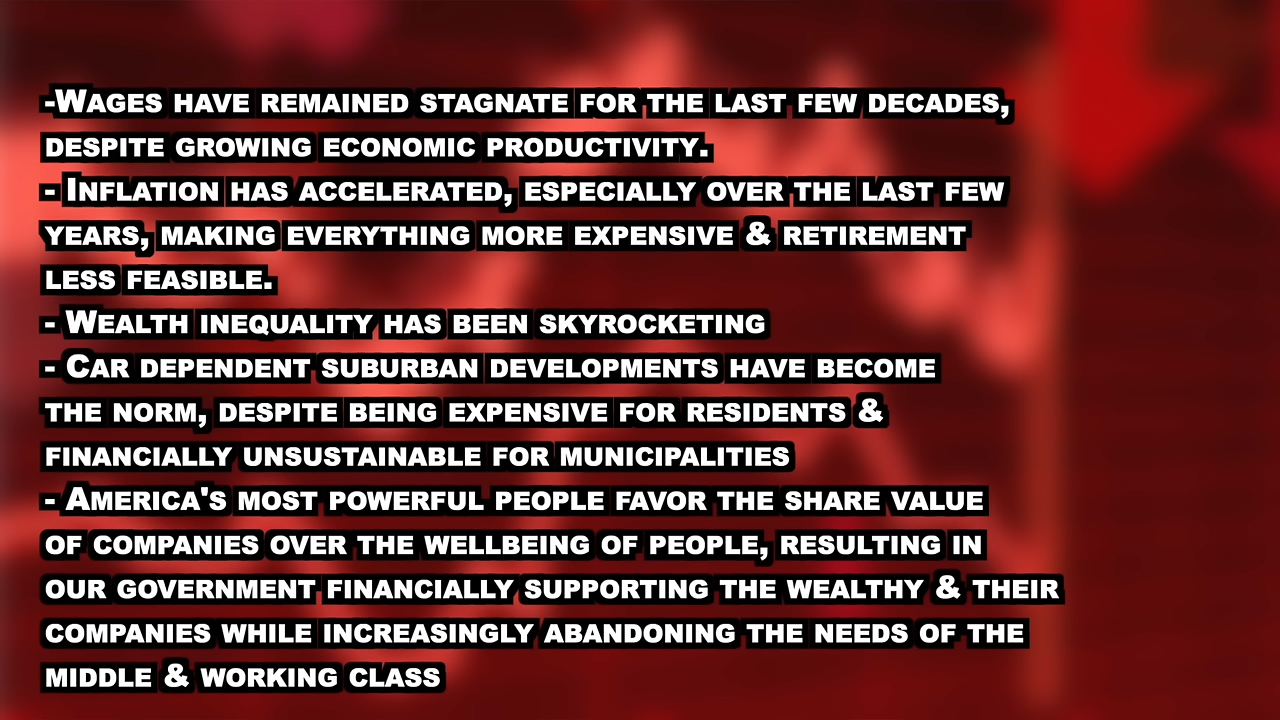 -Wages have remained stagnate for the last few decades,
despite growing economic productivity.
- Inflation has accelerated, especially over the last few
years, making everything more expensive & retirement
less feasible.
- Wealth inequality has been skyrocketing
- Car dependent suburban developments have become
the norm, despite being expensive for residents &
financially unsustainable for municipalities
- America's most powerful people favor the share value
of companies over the wellbeing of people, resulting in
our government financially supporting the wealthy & their
companies while increasingly abandoning the needs of the
middle & working class